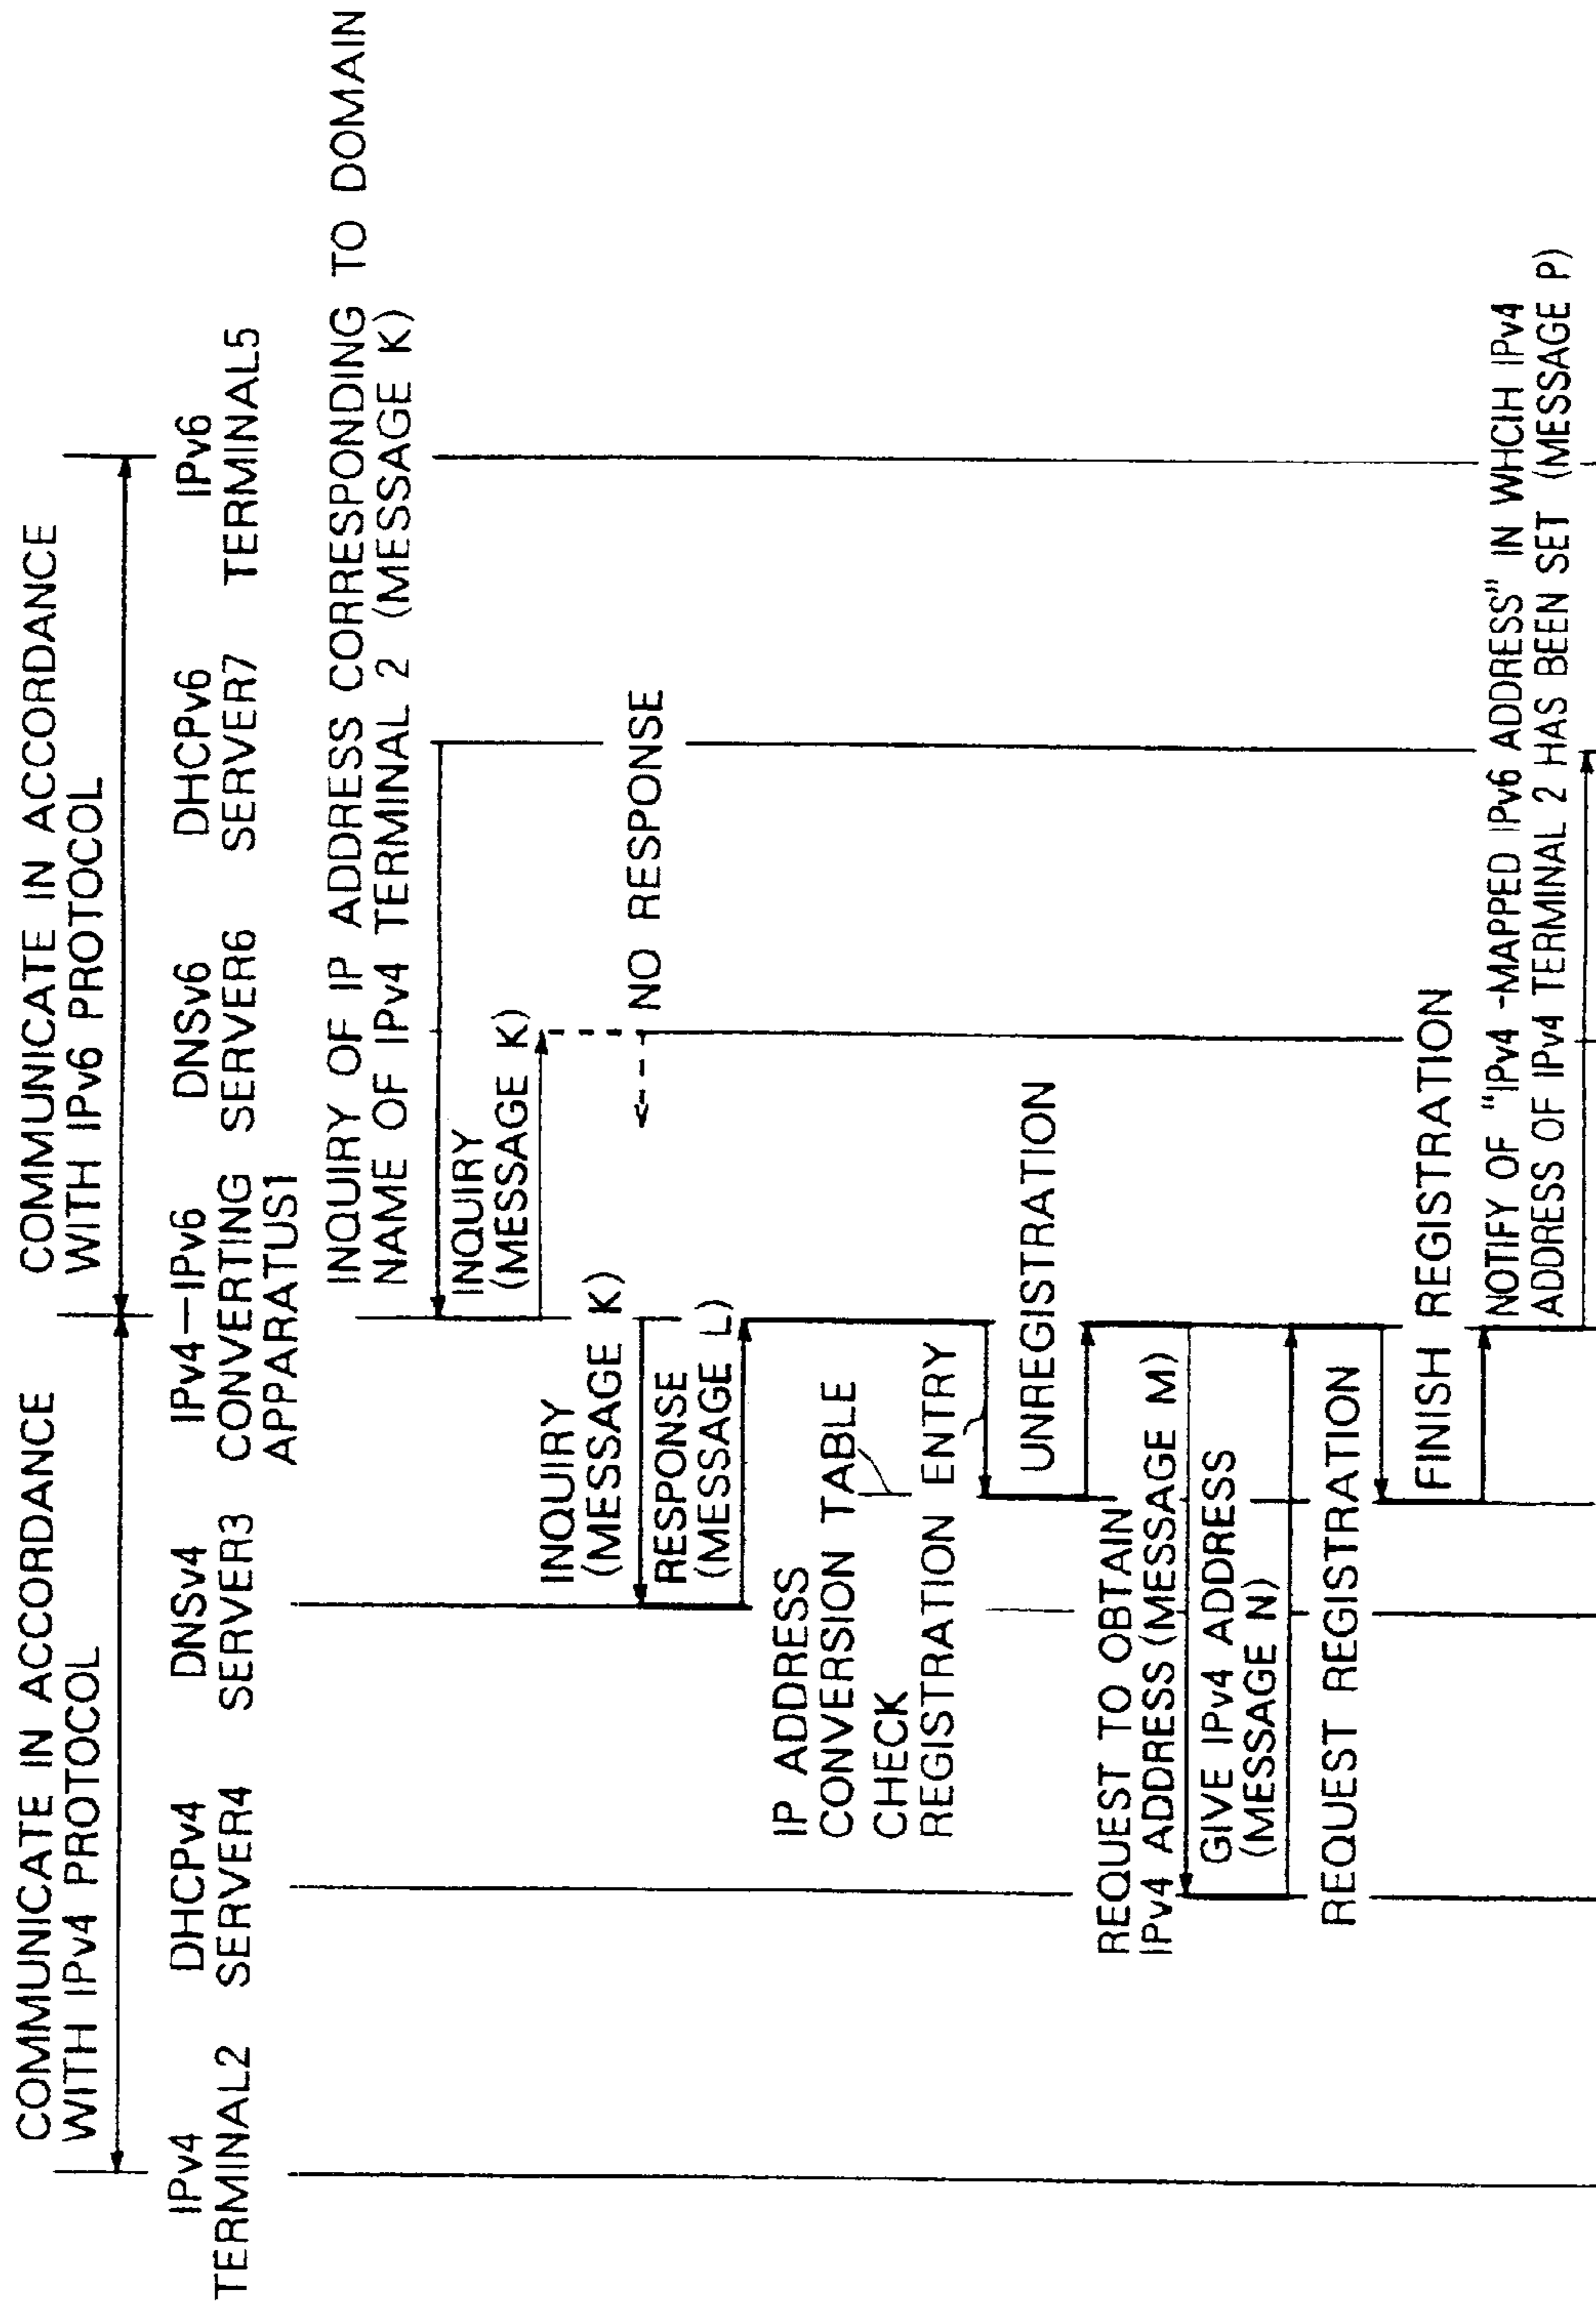 COMMUNICATE IN ACCORDANCE
WITH IPv4 PROTOCOL
COMMUNICATE IN ACCORDANCE
WITH IPv6 PROTOCOL
IPv4
TERMINAL2
DHCPv4
SERVER4
DNSv4
SERVER3
IPv4-IPv6
CONVERTING
APPARATUS1
DNSv6
SERVER6
DHCPv6
SERVER7
IPv6
TERMINAL5
INQUIRY OF IP ADDRESS CORRESPONDING TO DOMAIN
NAME OF IPv4 TERMINAL 2 (MESSAGE K)
INQUIRY
(MESSAGE K)
INQUIRY
(MESSAGE K)
NO RESPONSE
RESPONSE
(MESSAGE L)
IP ADDRESS
CONVERSION TABLE
CHECK
REGISTRATION ENTRY
UNREGISTRATION
REQUEST TO OBTAIN
IPv4 ADDRESS (MESSAGE M)
GIVE IPv4 ADDRESS
(MESSAGE N)
REQUEST REGISTRATION
FINISH REGISTRATION
NOTIFY OF "IPv4 -MAPPED IPv6 ADDRESS" IN WHCIH IPv4
ADDRESS OF IPv4 TERMINAL 2 HAS BEEN SET (MESSAGE P)